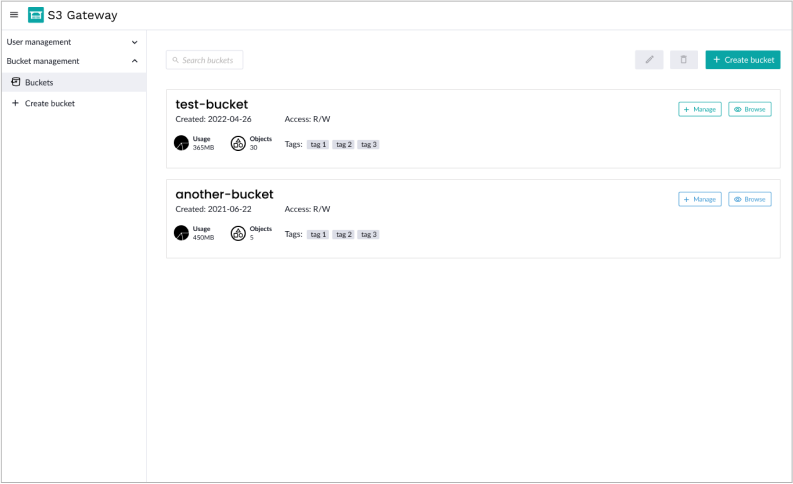 S3 Gateway
User management
Bucket management
Buckets
+ Create bucket
Search buckets
+ Create bucket
test-bucket
Created: 2022-04-26 Access: R/W
+ Manage Browse
Usage
365MB
Objects
30
Tags: tag 1 tag 2 tag 3
another-bucket
Created: 2021-06-22 Access: R/W
+ Manage Browse
Usage
450MB
Objects
5
Tags: tag 1 tag 2 tag 3